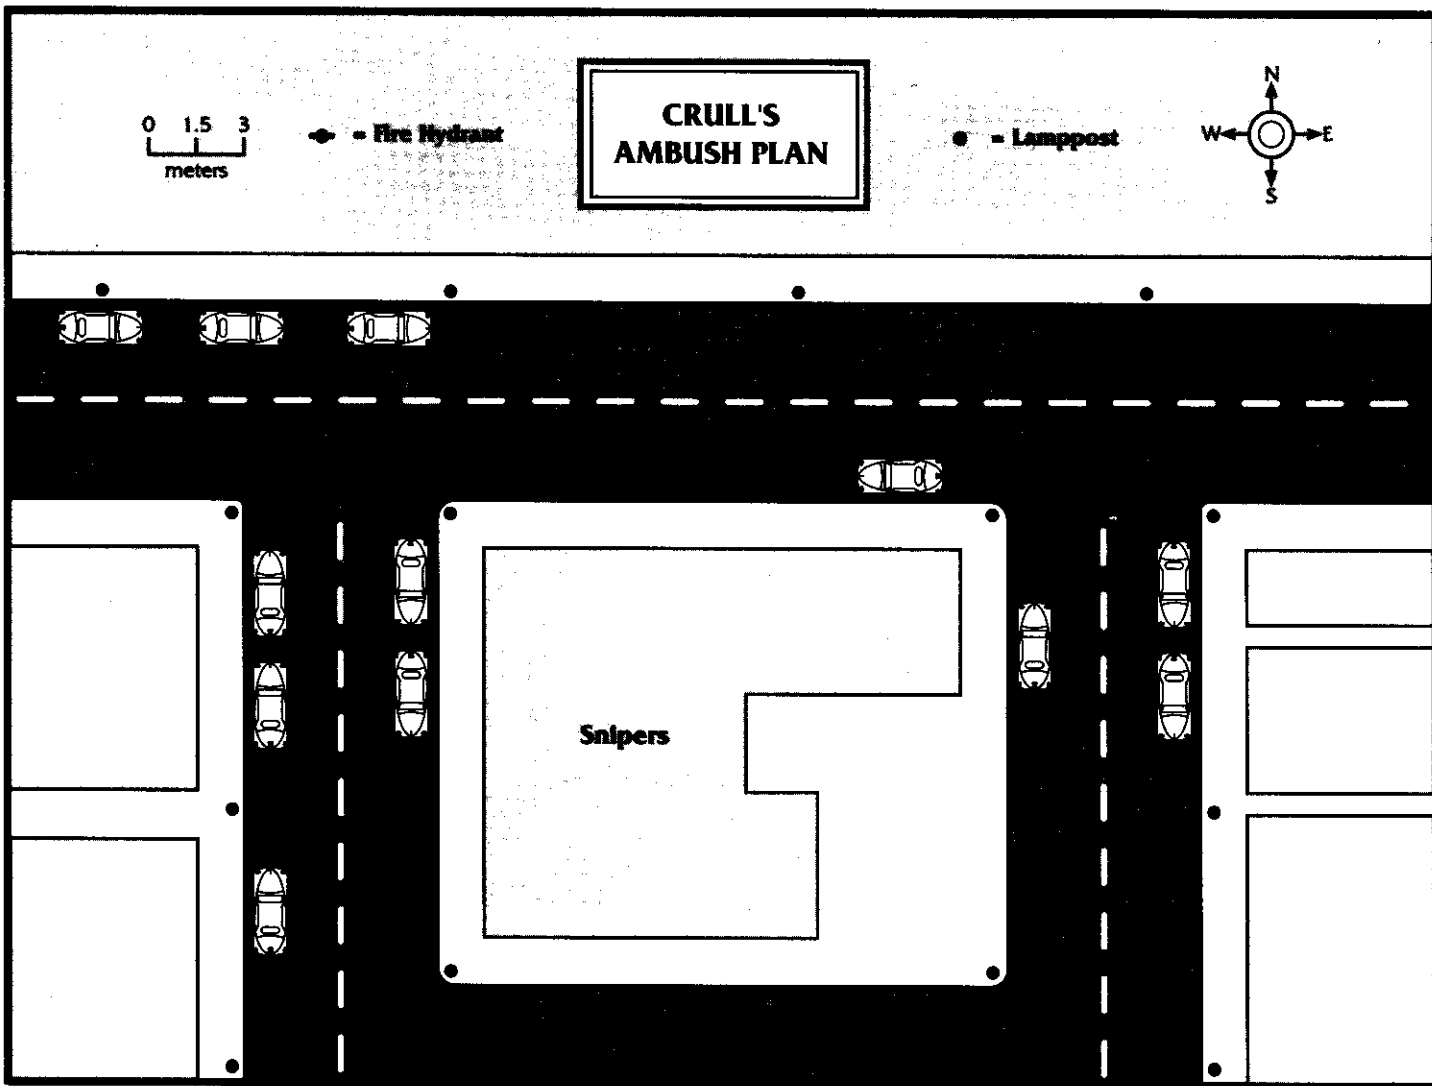 0 1.5 3
meters
= Fire Hydrant
CRULL'S
AMBUSH PLAN
= Lamppost
N
W E
S
Snipers